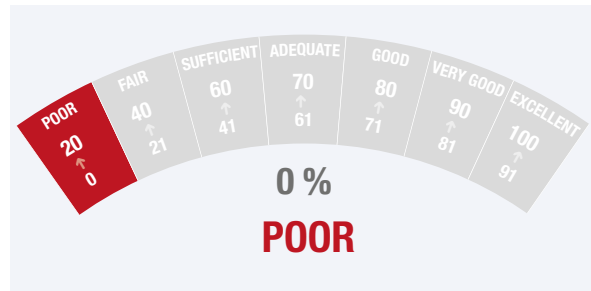 POOR
20
0
FAIR
40
21
SUFFICIENT
60
41
ADEQUATE
70
61
GOOD
80
71
VERY GOOD
90
81
EXCELLENT
100
91
0 %
POOR